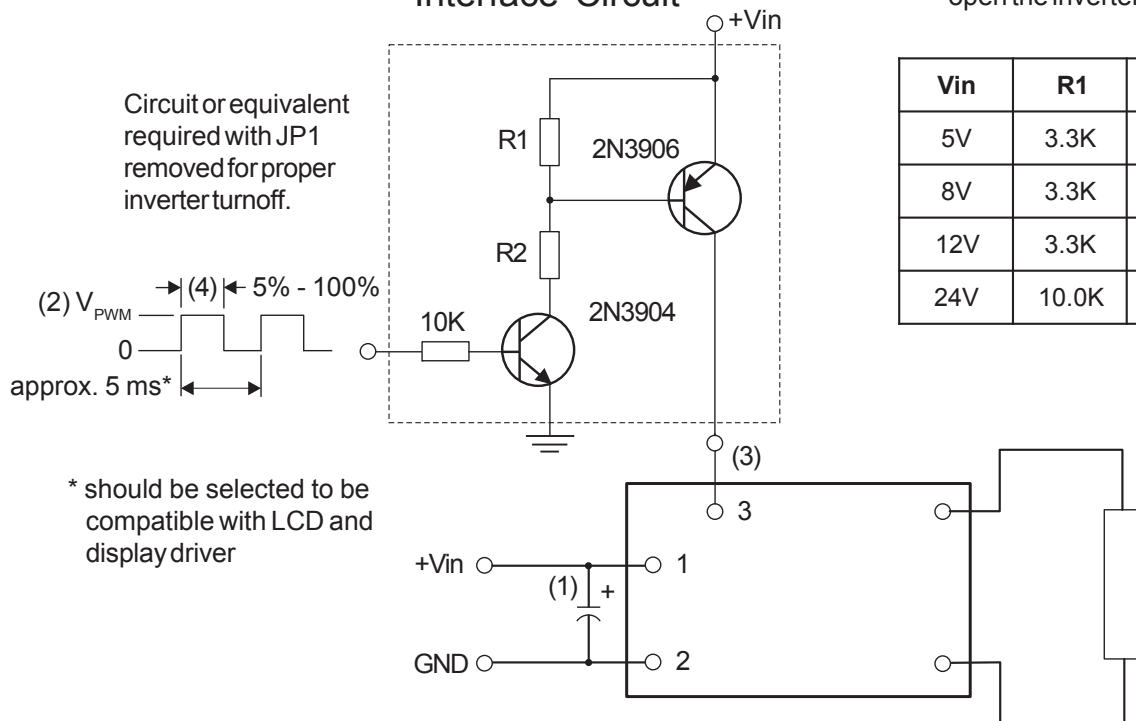 Interface Circuit
open the inverter
+Vin
Circuit or equivalent
required with JP1
removed for proper
inverter turnoff.
R1
2N3906
R2
2N3904
10K
(2) VPWM
(4)
5% - 100%
0
approx. 5 ms*
* should be selected to be
compatible with LCD and
display driver
(3)
3
+Vin
1
(1)
+
GND
2
Vin R1
5V 3.3K
8V 3.3K
12V 3.3K
24V 10.0K